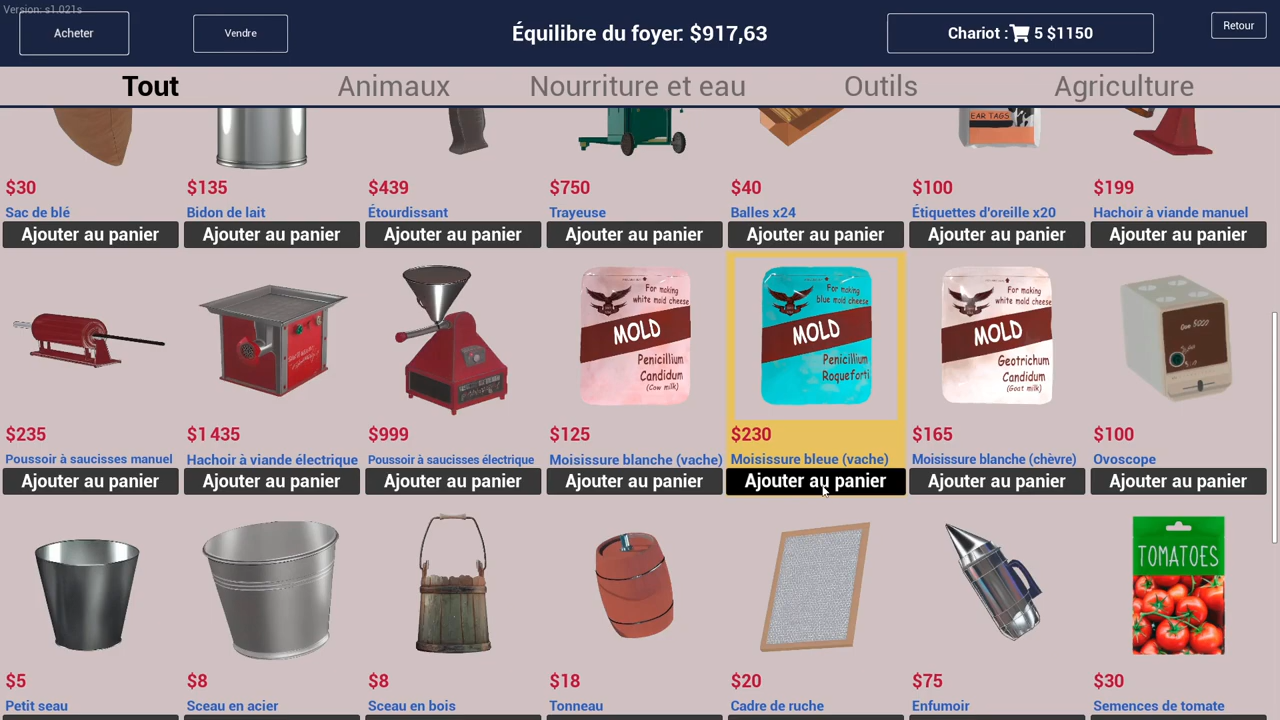 Version: s1.021s
Acheter
Vendre
Équilibre du foyer: $917,63
Chariot : 5 $1150
Retour
Tout
Animaux
Nourriture et eau
Outils
Agriculture
EAR TAGS
$30
$135
$439
$750
$40
$100
$199
Sac de blé
Bidon de lait
Étourdissant
Trayeuse
Balles x24
Étiquettes d'oreille x20
Hachoir à viande manuel
Ajouter au panier
Ajouter au panier
Ajouter au panier
Ajouter au panier
Ajouter au panier
Ajouter au panier
Ajouter au panier
For making
white mold cheese
MOLD
Penicillium
Candidum
(Cow milk)
For making
blue mold cheese
MOLD
Penicillium
Roqueforti
For making
white mold cheese
MOLD
Geotrichum
Candidum
(Goat milk)
$235
$1 435
$999
$125
$230
$165
$100
Poussoir à saucisses manuel
Hachoir à viande électrique
Poussoir à saucisses électrique
Moisissure blanche (vache)
Moisissure bleue (vache)
Moisissure blanche (chèvre)
Ovoscope
Ajouter au panier
Ajouter au panier
Ajouter au panier
Ajouter au panier
Ajouter au panier
Ajouter au panier
Ajouter au panier
TOMATOES
$5
$8
$8
$18
$20
$75
$30
Petit seau
Sceau en acier
Sceau en bois
Tonneau
Cadre de ruche
Enfumoir
Semences de tomate